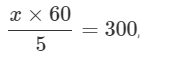 x × 60 / 5 = 300,